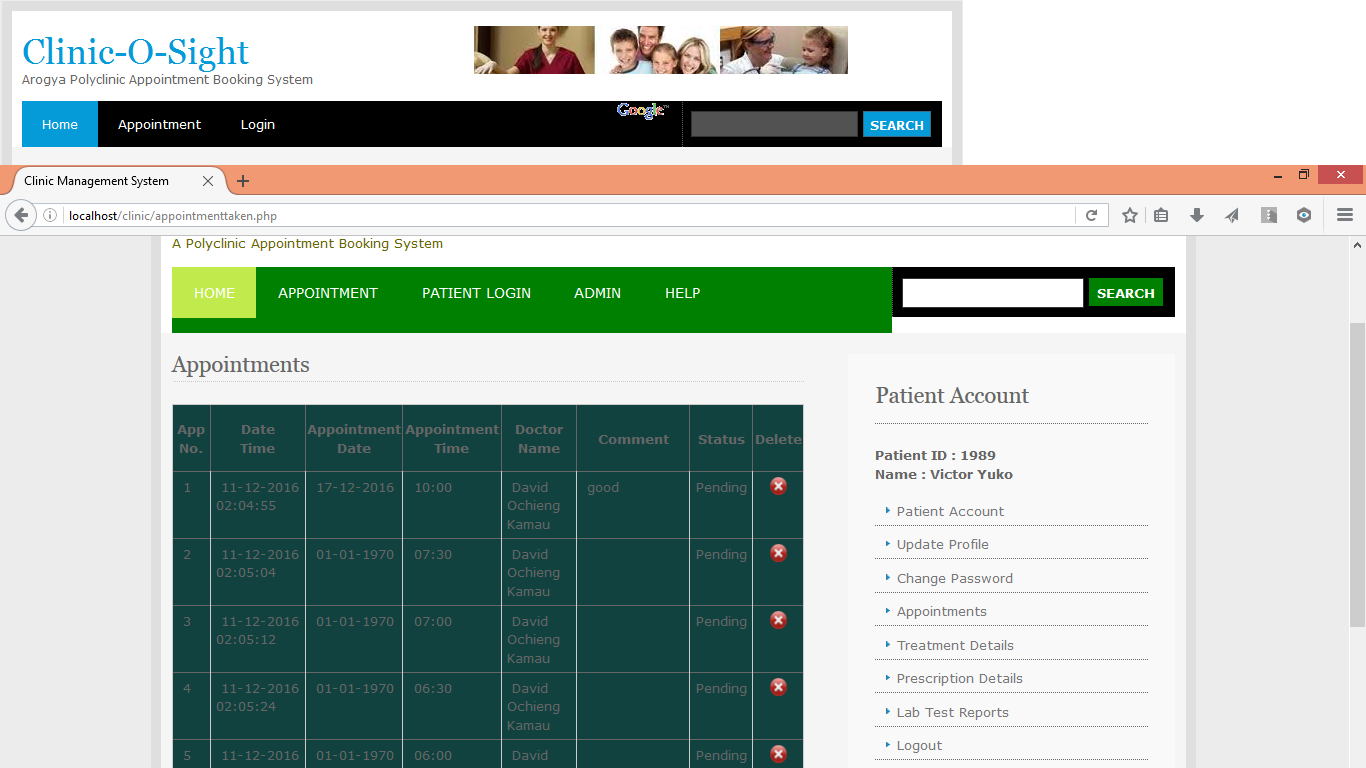 Clinic-O-Sight
Arogya Polyclinic Appointment Booking System
Home Appointment Login Google™ SEARCH
Clinic Management System
localhost/clinic/appointmenttaken.php
A Polyclinic Appointment Booking System
HOME APPOINTMENT PATIENT LOGIN ADMIN HELP SEARCH
Appointments
App No. Date Time Appointment Date Appointment Time Doctor Name Comment Status Delete
1 11-12-2016 02:04:55 17-12-2016 10:00 David Ochieng Kamau good Pending
2 11-12-2016 02:05:04 01-01-1970 07:30 David Ochieng Kamau Pending
3 11-12-2016 02:05:12 01-01-1970 07:00 David Ochieng Kamau Pending
4 11-12-2016 02:05:24 01-01-1970 06:30 David Ochieng Kamau Pending
5 11-12-2016 01-01-1970 06:00 David Pending
Patient Account
Patient ID : 1989
Name : Victor Yuko
Patient Account
Update Profile
Change Password
Appointments
Treatment Details
Prescription Details
Lab Test Reports
Logout